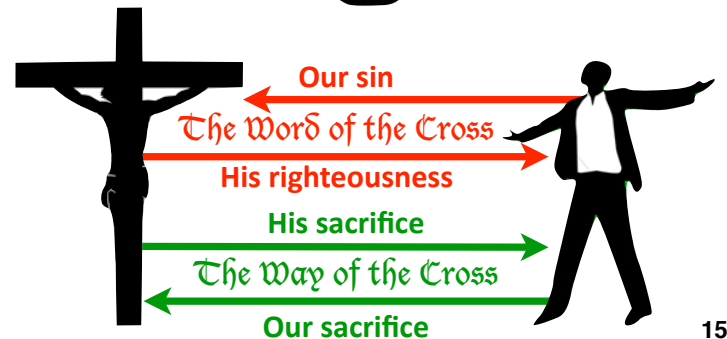 Our sin
The Word of the Cross
His righteousness
His sacrifice
The Way of the Cross
Our sacrifice
15